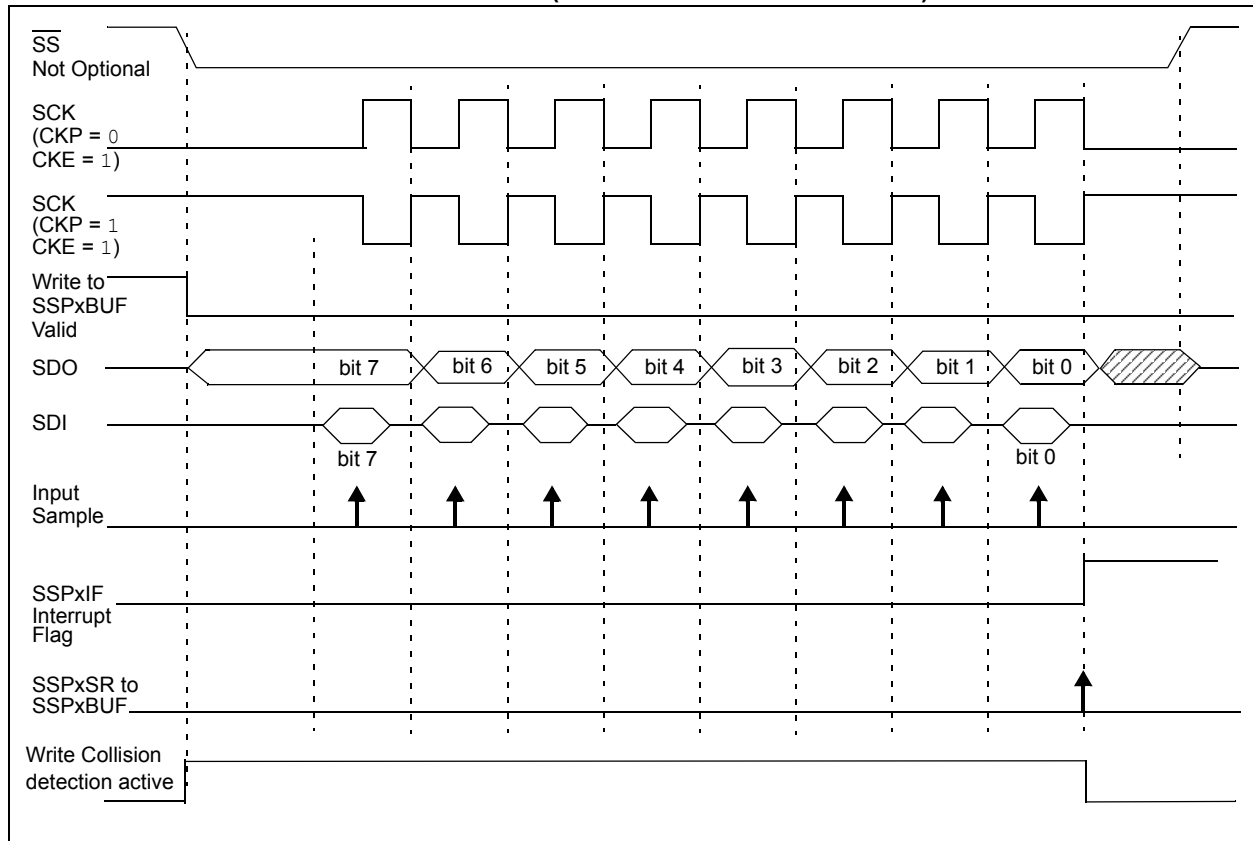 SS
Not Optional
SCK
(CKP = 0
CKE = 1)
SCK
(CKP = 1
CKE = 1)
Write to
SSPxBUF
Valid
SDO
bit 7 bit 6 bit 5 bit 4 bit 3 bit 2 bit 1 bit 0
SDI
bit 7 bit 0
Input
Sample
SSPxIF
Interrupt
Flag
SSPxSR to
SSPxBUF
Write Collision
detection active